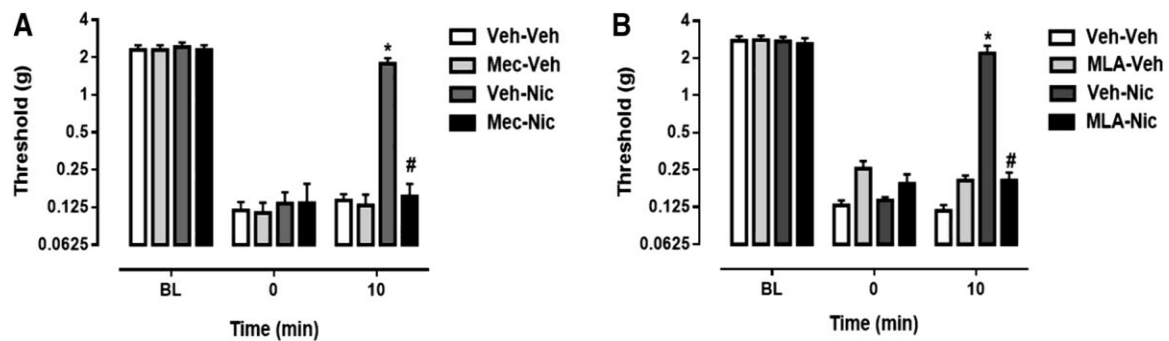 A
Threshold (g)
4
2
1
0.5
0.25
0.125
0.0625
*
#
BL 0 10
Time (min)
Veh-Veh
Mec-Veh
Veh-Nic
Mec-Nic
B
Threshold (g)
4
2
1
0.5
0.25
0.125
0.0625
*
#
BL 0 10
Time (min)
Veh-Veh
MLA-Veh
Veh-Nic
MLA-Nic